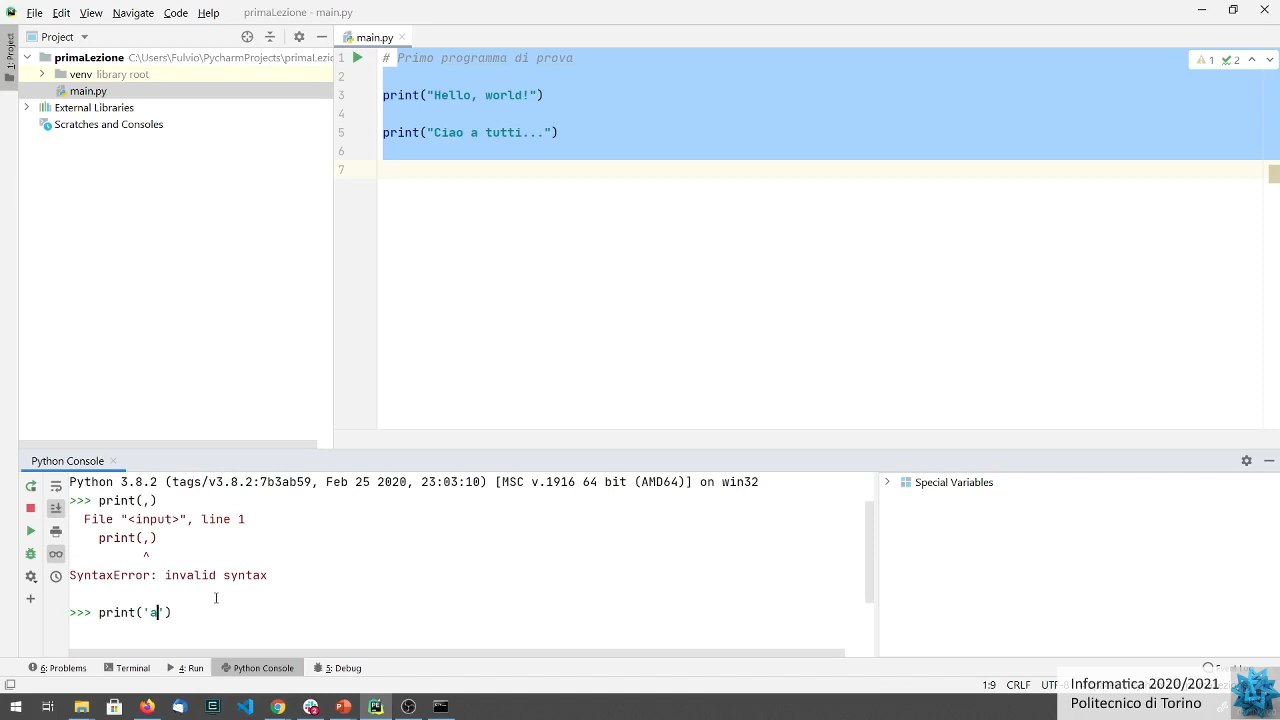 File Edit View Navigate Code Help primaLezione - main.py
Project
main.py
1: Project
primaLezione C:\Users\Fulvio\PycharmProjects\primaLezio
venv library root
main.py
External Libraries
Scratches and Consoles
1 # Primo programma di prova
1 2
2
3 print("Hello, world!")
4
5 print("Ciao a tutti...")
6
7
Python Console
Python 3.8.2 (tags/v3.8.2:7b3ab59, Feb 25 2020, 23:03:10) [MSC v.1916 64 bit (AMD64)] on win32
>>> print(,)
File "<input>", line 1
print(,)
^
SyntaxError: invalid syntax
>>> print('a')
Special Variables
6: Problems Terminal 4: Run Python Console 5: Debug
1:9 CRLF
Informatica 2020/2021
Politecnico di Torino